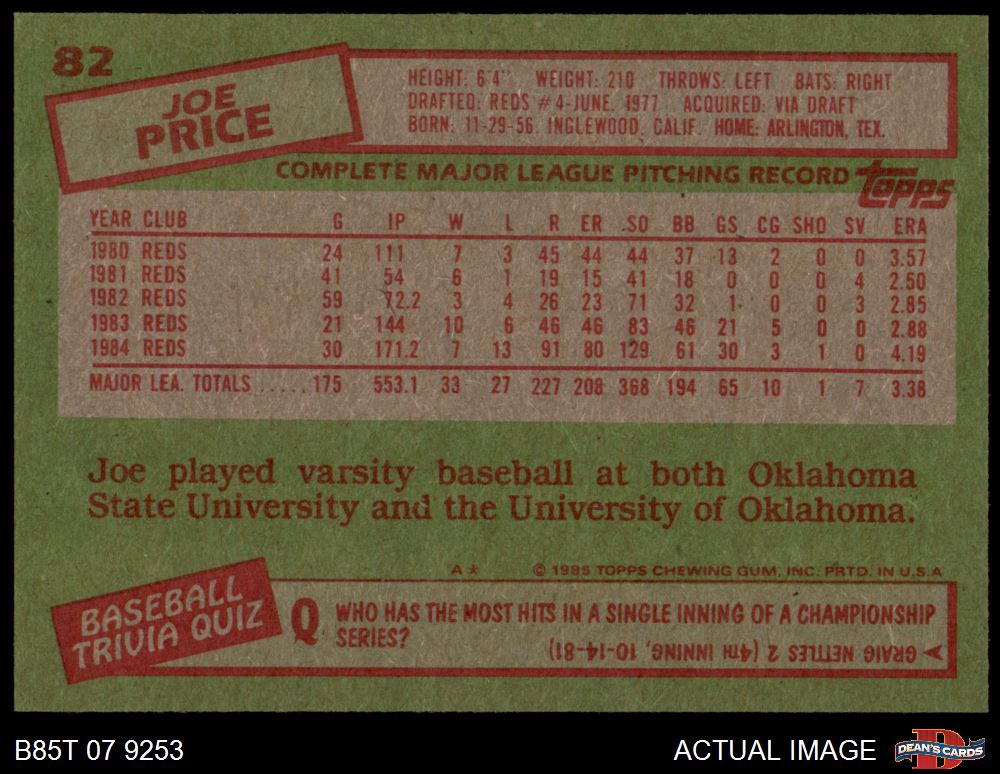 82
JOE
PRICE
HEIGHT: 6'4" WEIGHT: 210 THROWS: LEFT BATS: RIGHT
DRAFTED: REDS #4-JUNE, 1977 ACQUIRED: VIA DRAFT
BORN: 11-29-56, INGLEWOOD, CALIF. HOME: ARLINGTON, TEX.
COMPLETE MAJOR LEAGUE PITCHING RECORD topps
YEAR CLUB G IP W L R ER SO BB GS CG SHO SV ERA
1980 REDS 24 111 7 3 45 44 44 37 13 2 0 0 3.57
1981 REDS 41 54 6 1 19 15 41 18 0 0 0 4 2.50
1982 REDS 59 72.2 3 4 26 23 71 32 1 0 0 3 2.85
1983 REDS 21 144 10 6 46 46 83 46 21 5 0 0 2.88
1984 REDS 30 171.2 7 13 91 80 129 61 30 3 1 0 4.19
MAJOR LEA. TOTALS ..... 175 553.1 33 27 227 208 368 194 65 10 1 7 3.38
Joe played varsity baseball at both Oklahoma
State University and the University of Oklahoma.
A* © 1985 TOPPS CHEWING GUM, INC. PRTD. IN U.S.A
BASEBALL
TRIVIA QUIZ
Q WHO HAS THE MOST HITS IN A SINGLE INNING OF A CHAMPIONSHIP
SERIES?
GRAIG NETTLES 2 (4TH INNING, 10-14-81)
B85T 07 9253
ACTUAL IMAGE
D
DEAN'S CARDS